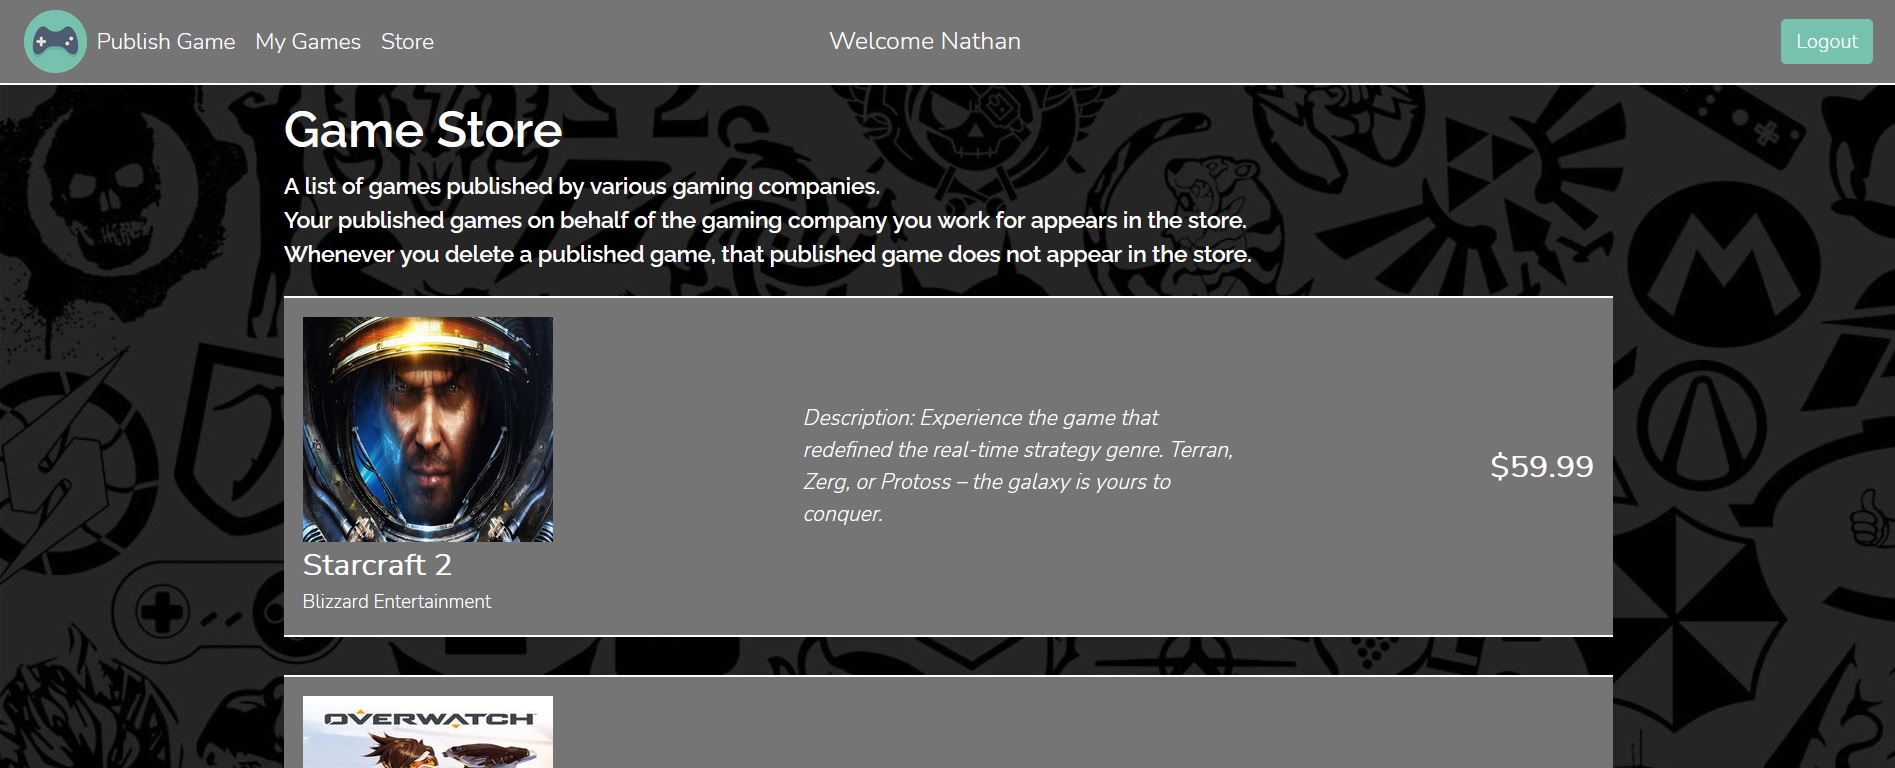 Publish Game My Games Store Welcome Nathan Logout
Game Store
A list of games published by various gaming companies.
Your published games on behalf of the gaming company you work for appears in the store.
Whenever you delete a published game, that published game does not appear in the store.
Description: Experience the game that
redefined the real-time strategy genre. Terran,
Zerg, or Protoss – the galaxy is yours to
conquer.
$59.99
Starcraft 2
Blizzard Entertainment
OVERWATCH